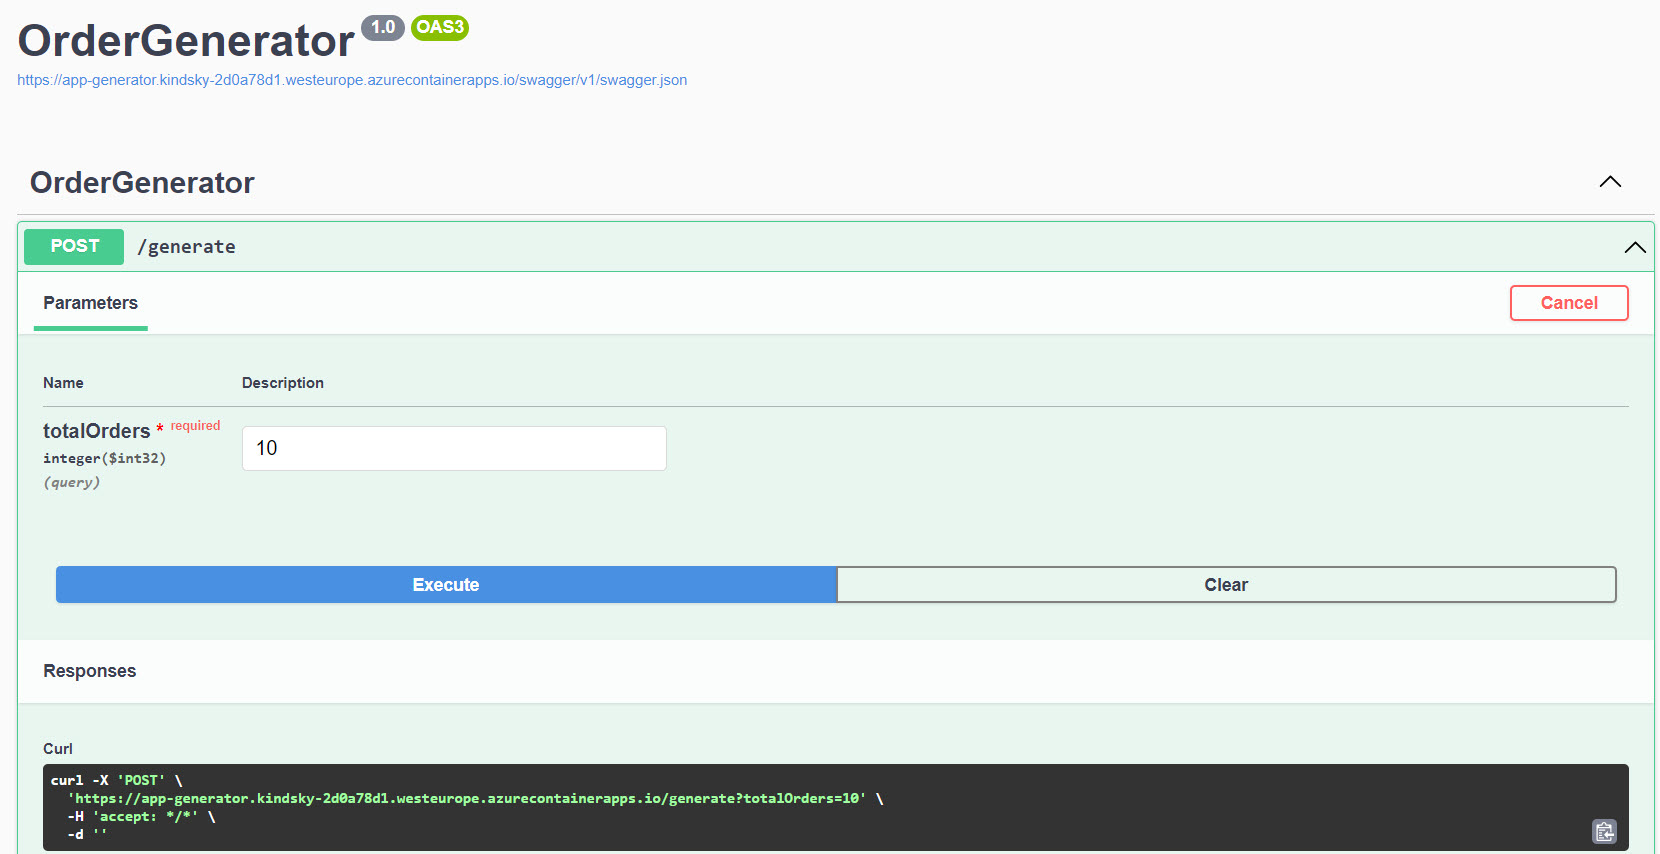 OrderGenerator 1.0 OAS3
https://app-generator.kindsky-2d0a78d1.westeurope.azurecontainerapps.io/swagger/v1/swagger.json
OrderGenerator
POST /generate
Parameters Cancel
Name Description
totalOrders * required
integer($int32)
(query)
10
Execute Clear
Responses
Curl
curl -X 'POST' \
'https://app-generator.kindsky-2d0a78d1.westeurope.azurecontainerapps.io/generate?totalOrders=10' \
-H 'accept: */*' \
-d ''